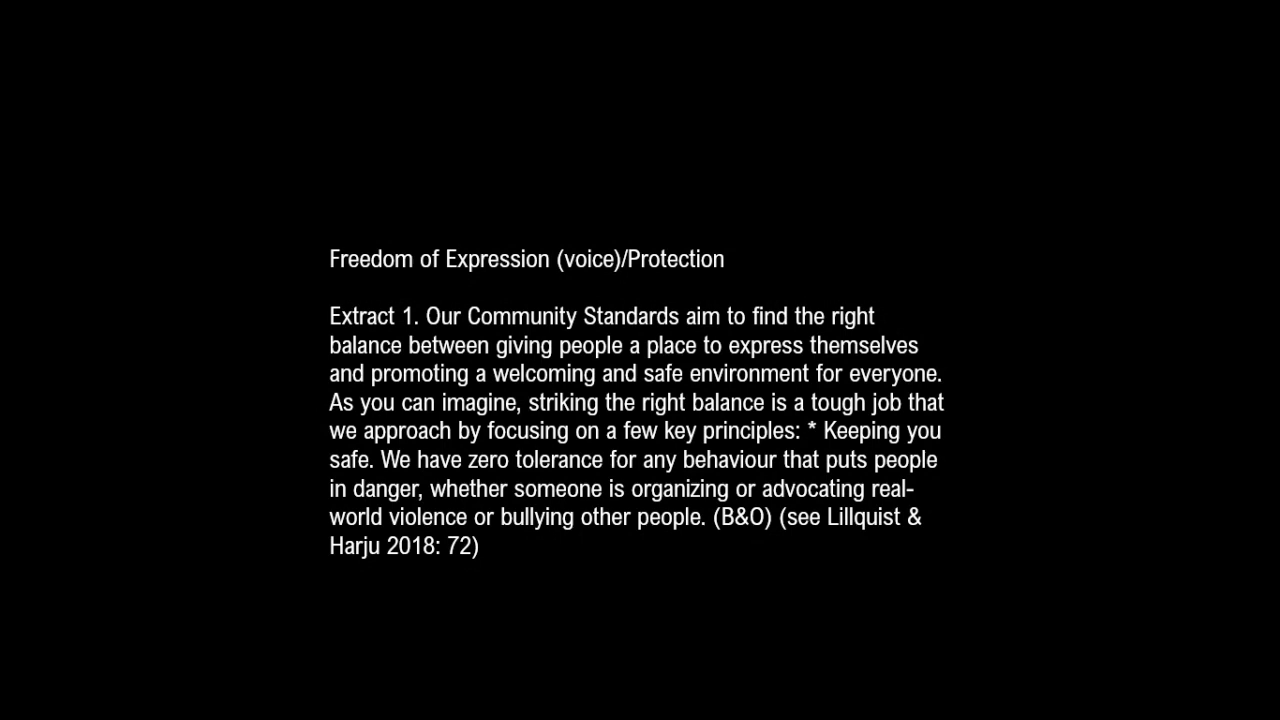 Freedom of Expression (voice)/Protection
Extract 1. Our Community Standards aim to find the right
balance between giving people a place to express themselves
and promoting a welcoming and safe environment for everyone.
As you can imagine, striking the right balance is a tough job that
we approach by focusing on a few key principles: * Keeping you
safe. We have zero tolerance for any behaviour that puts people
in danger, whether someone is organizing or advocating real-
world violence or bullying other people. (B&O) (see Lillquist &
Harju 2018: 72)